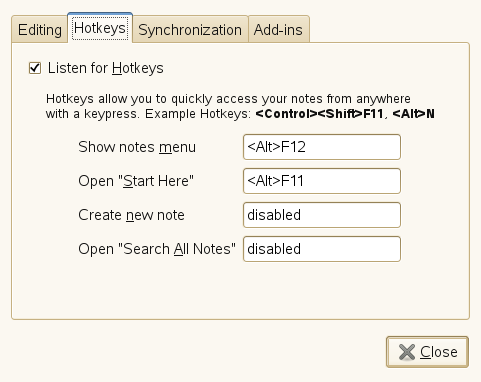 Editing Hotkeys Synchronization Add-ins
Listen for Hotkeys
Hotkeys allow you to quickly access your notes from anywhere
with a keypress. Example Hotkeys: <Control><Shift>F11, <Alt>N
Show notes menu <Alt>F12
Open "Start Here" <Alt>F11
Create new note disabled
Open "Search All Notes" disabled
Close